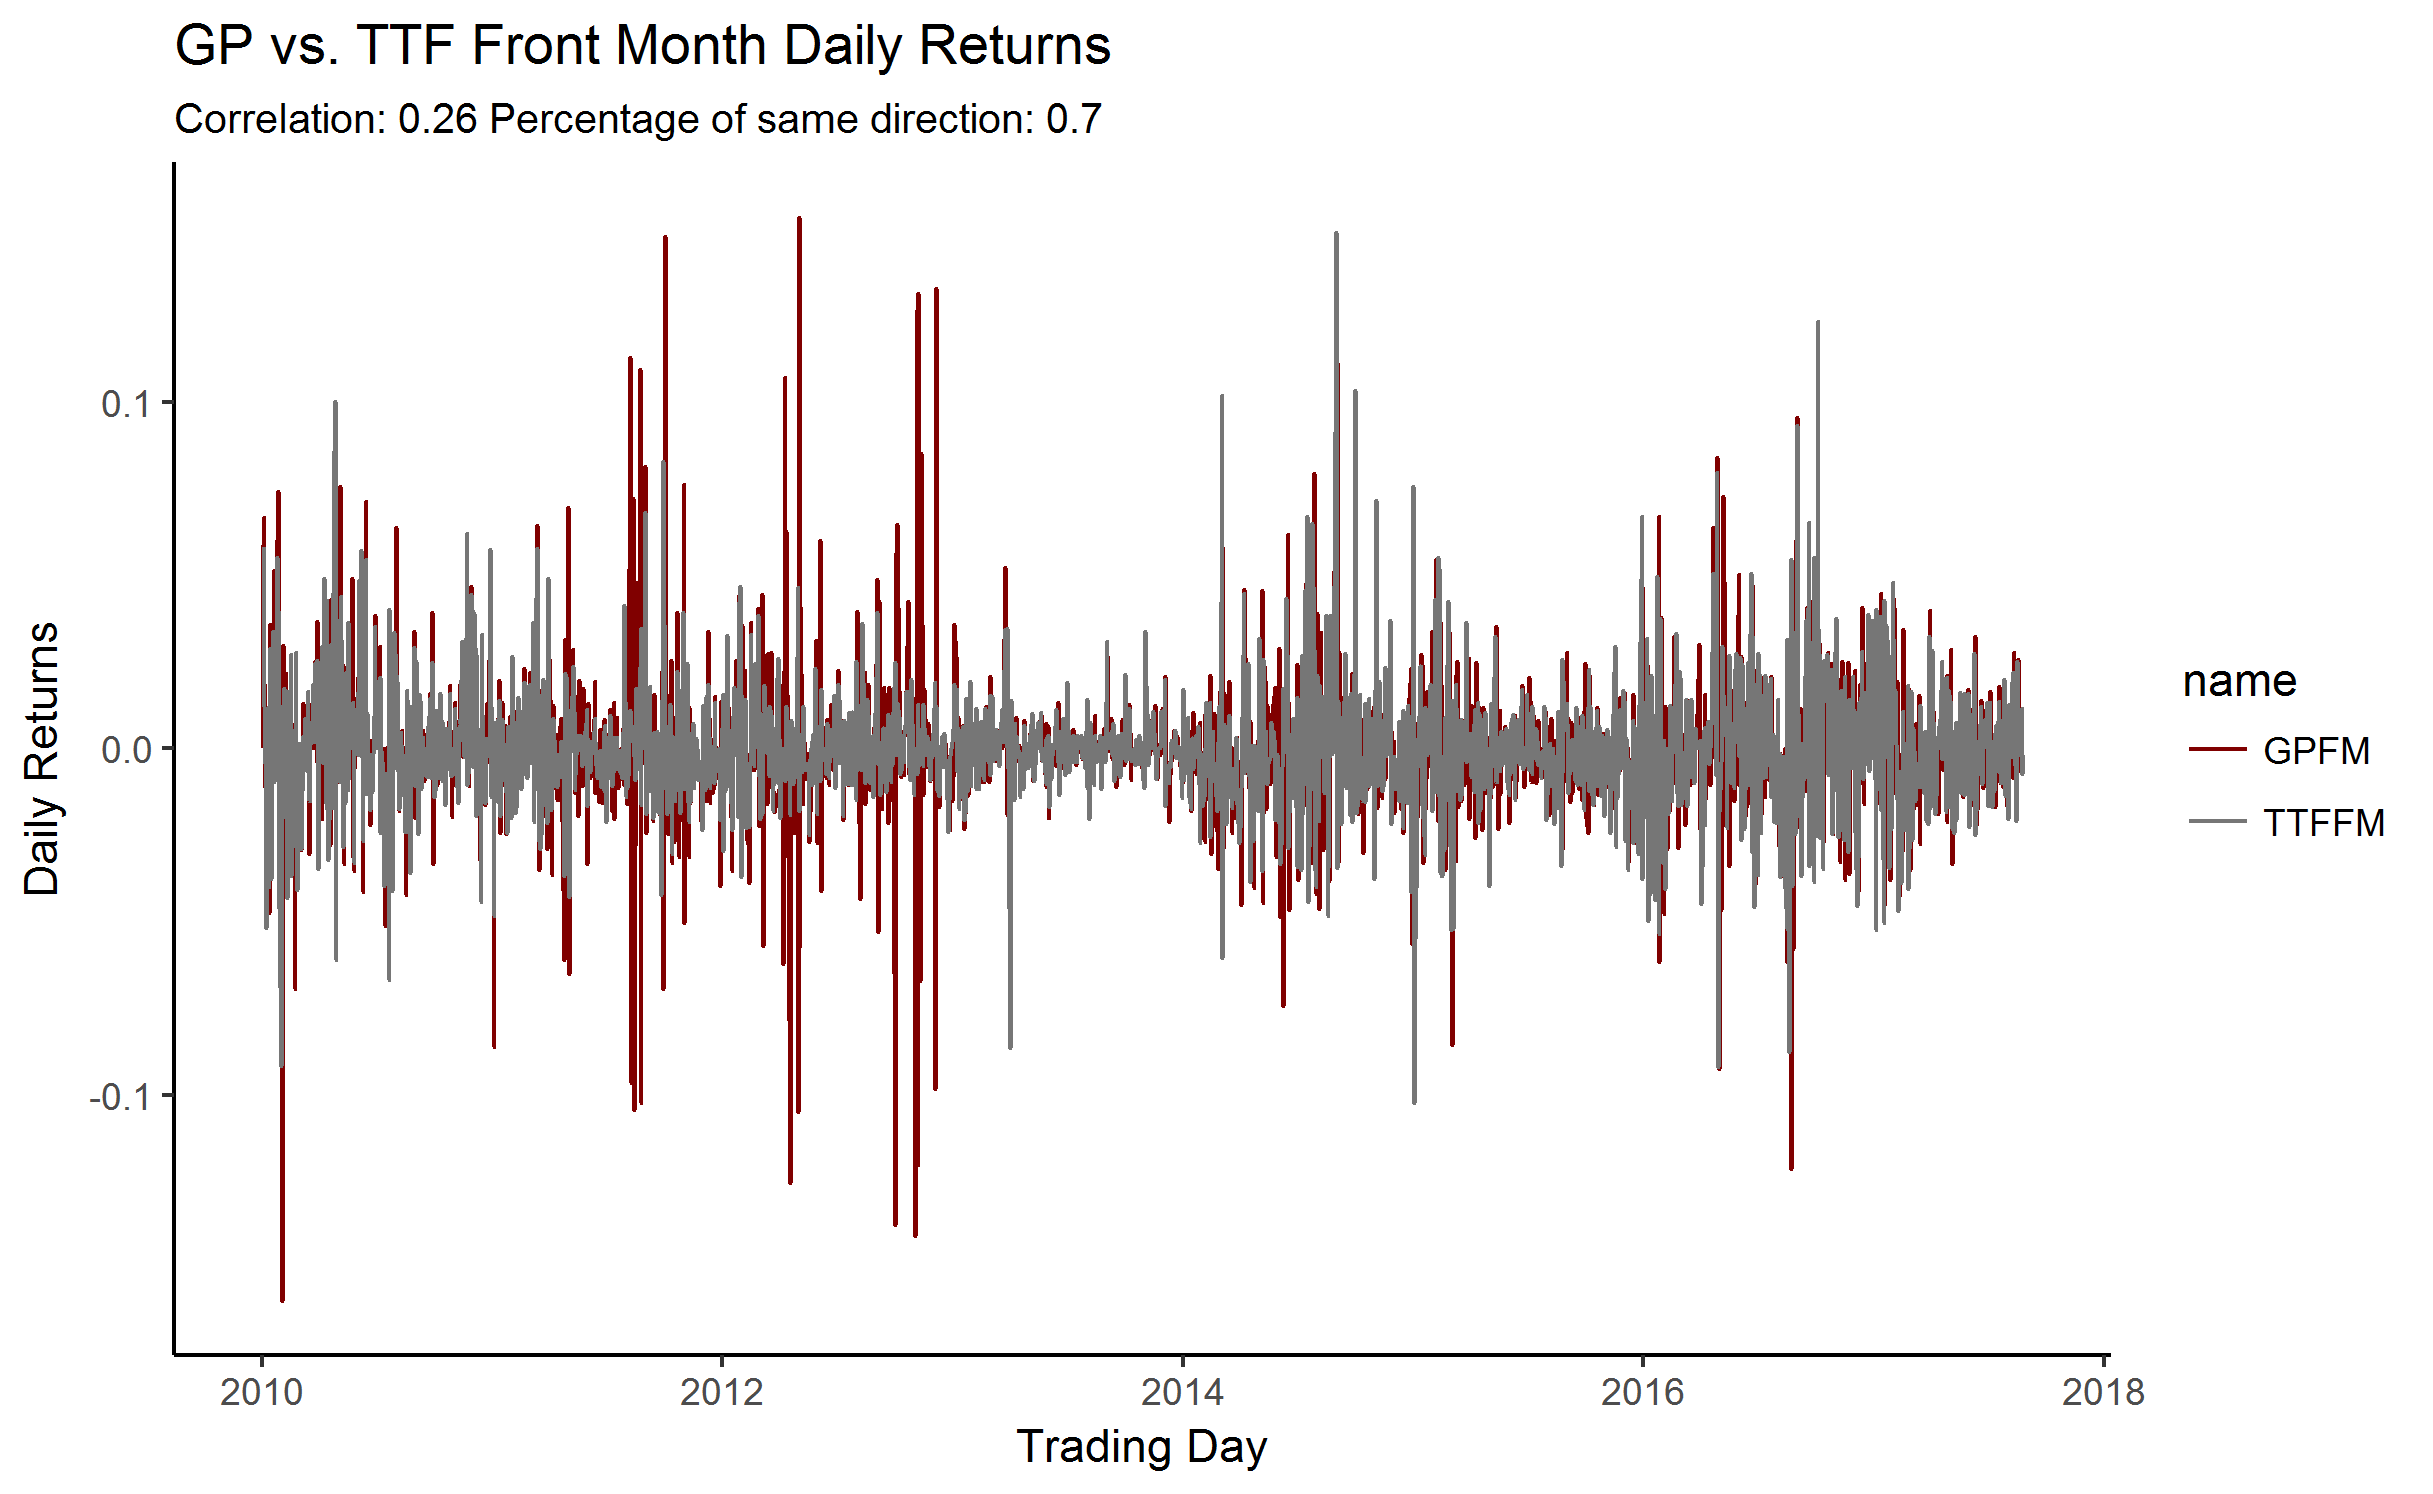 GP vs. TTF Front Month Daily Returns
Correlation: 0.26 Percentage of same direction: 0.7
Daily Returns
0.1
0.0
-0.1
2010
2012
2014
2016
2018
Trading Day
name
GPFM
TTFFM